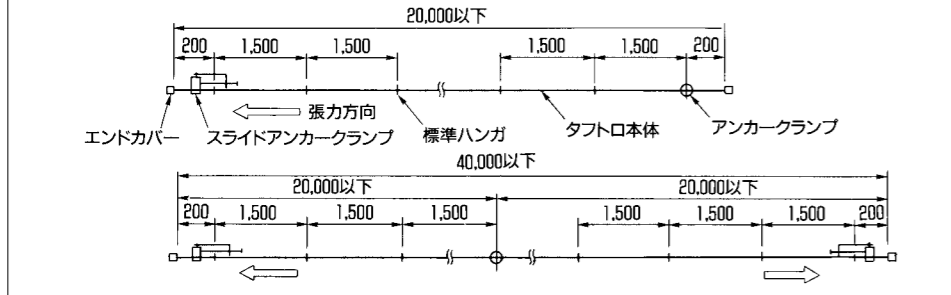 20,000以下
200 1,500 1,500 1,500 1,500 200
張力方向
エンドカバー スライドアンカークランプ 標準ハンガ タフトロ本体 アンカークランプ
40,000以下
20,000以下 20,000以下
200 1,500 1,500 1,500 1,500 1,500 1,500 200